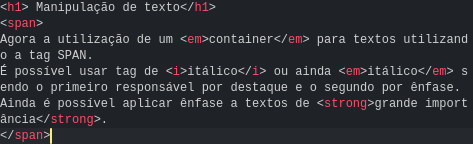 <h1> Manipulação de texto</h1>
<span>
Agora a utilização de um <em>container</em> para textos utilizand
o a tag SPAN.
É possível usar tag de <i>itálico</i> ou ainda <em>itálico</em> s
endo o primeiro responsável por destaque e o segundo por ênfase.
Ainda é possível aplicar ênfase a textos de <strong>grande import
ância</strong>.
</span>